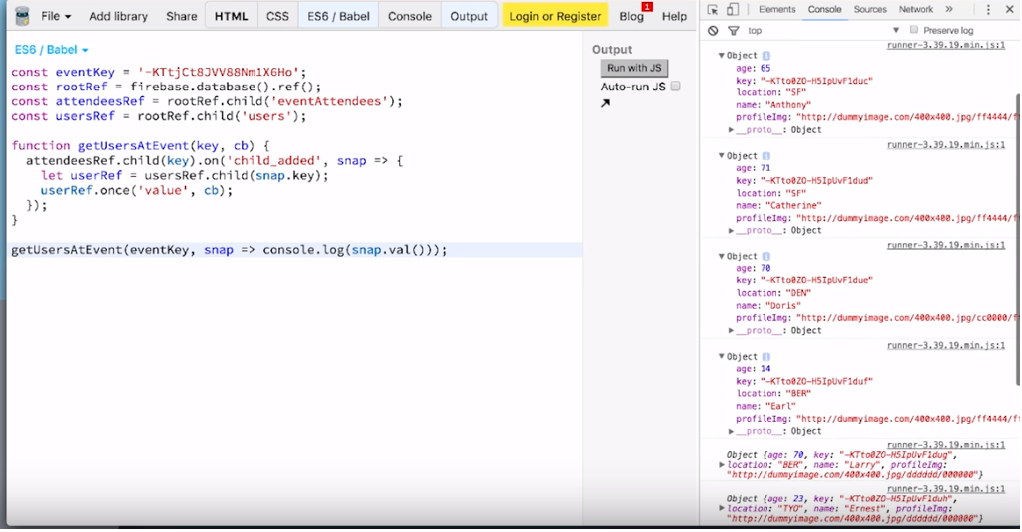 File
Add library
Share
HTML
CSS
ES6 / Babel
Console
Output
Login or Register
Blog
1
Help
ES6 / Babel
const eventKey = '-KTtjCt8JVV88Nm1X6Ho';
const rootRef = firebase.database().ref();
const attendeesRef = rootRef.child('eventAttendees');
const usersRef = rootRef.child('users');
function getUsersAtEvent(key, cb) {
attendeesRef.child(key).on('child_added', snap => {
let userRef = usersRef.child(snap.key);
userRef.once('value', cb);
});
}
getUsersAtEvent(eventKey, snap => console.log(snap.val()));
Output
Run with JS
Auto-run JS
Elements
Console
Sources
Network
»
top
Preserve log
runner-3.39.19.min.js:1
Object
age: 65
key: "-KTto0ZO-H5IpUvF1duc"
location: "SF"
name: "Anthony"
profileImg: "http://dummyimage.com/400x400.jpg/ff4444/f
__proto__: Object
runner-3.39.19.min.js:1
Object
age: 71
key: "-KTto0ZO-H5IpUvF1dud"
location: "SF"
name: "Catherine"
profileImg: "http://dummyimage.com/400x400.jpg/ff4444/f
__proto__: Object
runner-3.39.19.min.js:1
Object
age: 70
key: "-KTto0ZO-H5IpUvF1due"
location: "DEN"
name: "Doris"
profileImg: "http://dummyimage.com/400x400.jpg/cc0000/f
__proto__: Object
runner-3.39.19.min.js:1
Object
age: 14
key: "-KTto0ZO-H5IpUvF1duf"
location: "BER"
name: "Earl"
profileImg: "http://dummyimage.com/400x400.jpg/ff4444/f
__proto__: Object
runner-3.39.19.min.js:1
Object {age: 70, key: "-KTto0ZO-H5IpUvF1dug",
location: "BER", name: "Larry", profileImg:
"http://dummyimage.com/400x400.jpg/dddddd/000000"}
runner-3.39.19.min.js:1
Object {age: 23, key: "-KTto0ZO-H5IpUvF1duh",
location: "TYO", name: "Ernest", profileImg:
"http://dummyimage.com/400x400.jpg/dddddd/000000"}